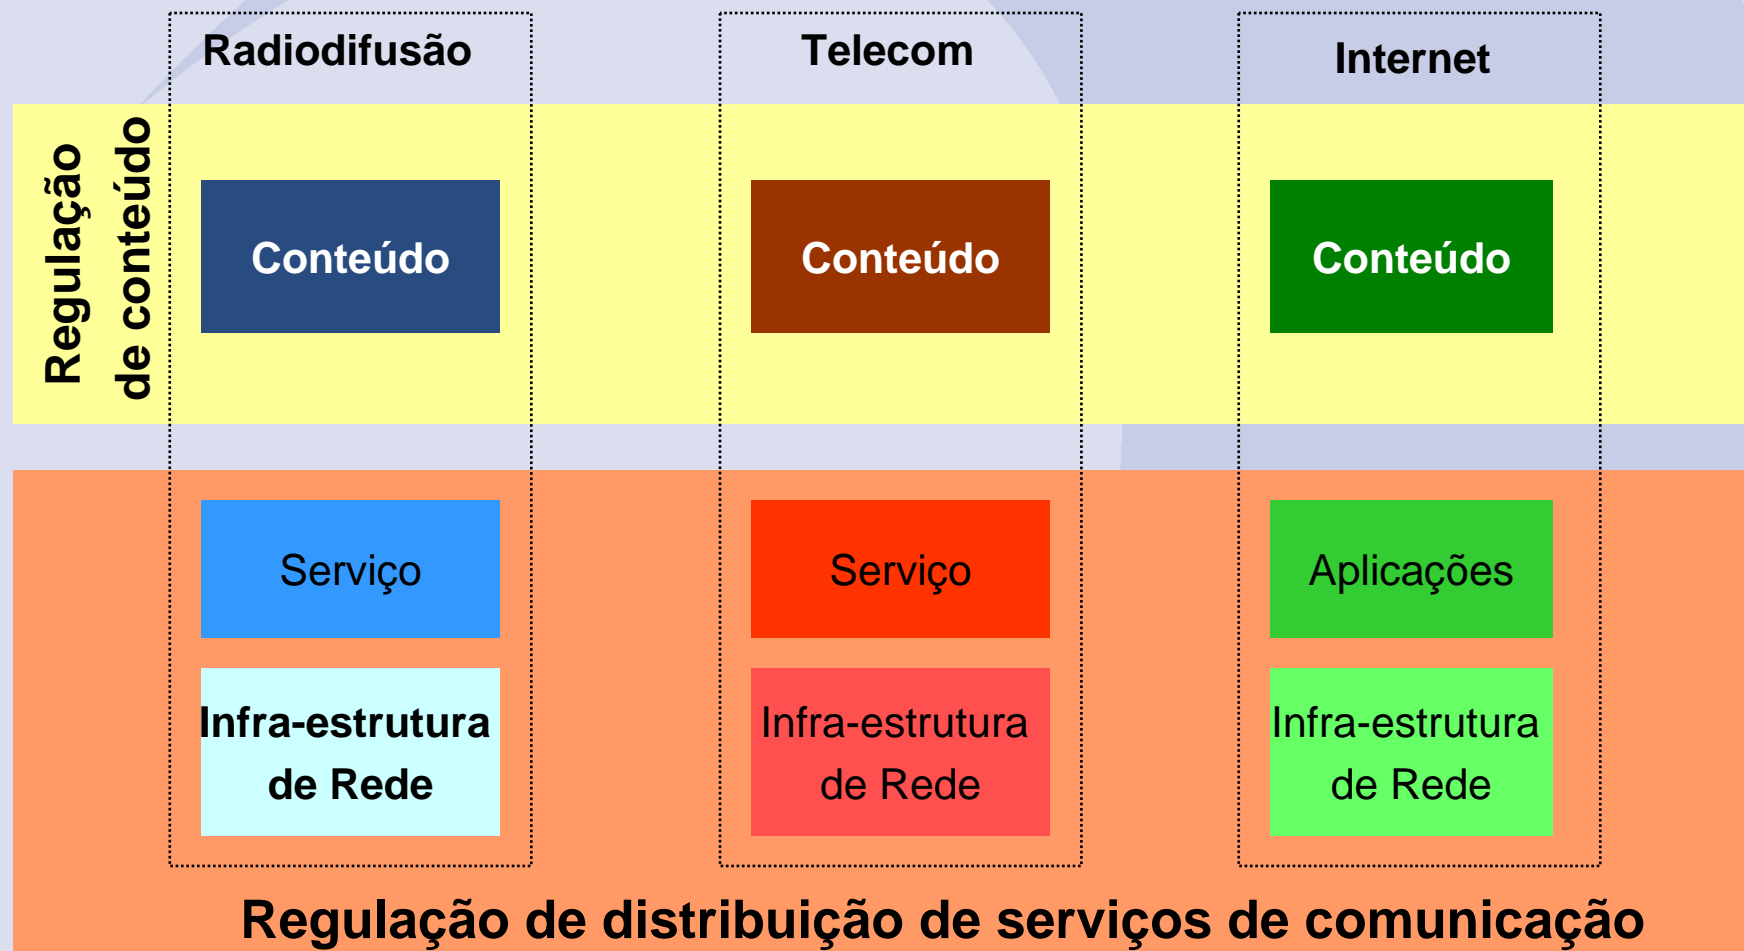 Radiodifusão
Telecom
Internet
Regulação
de conteúdo
Conteúdo
Conteúdo
Conteúdo
Serviço
Serviço
Aplicações
Infra-estrutura
de Rede
Infra-estrutura
de Rede
Infra-estrutura
de Rede
Regulação de distribuição de serviços de comunicação